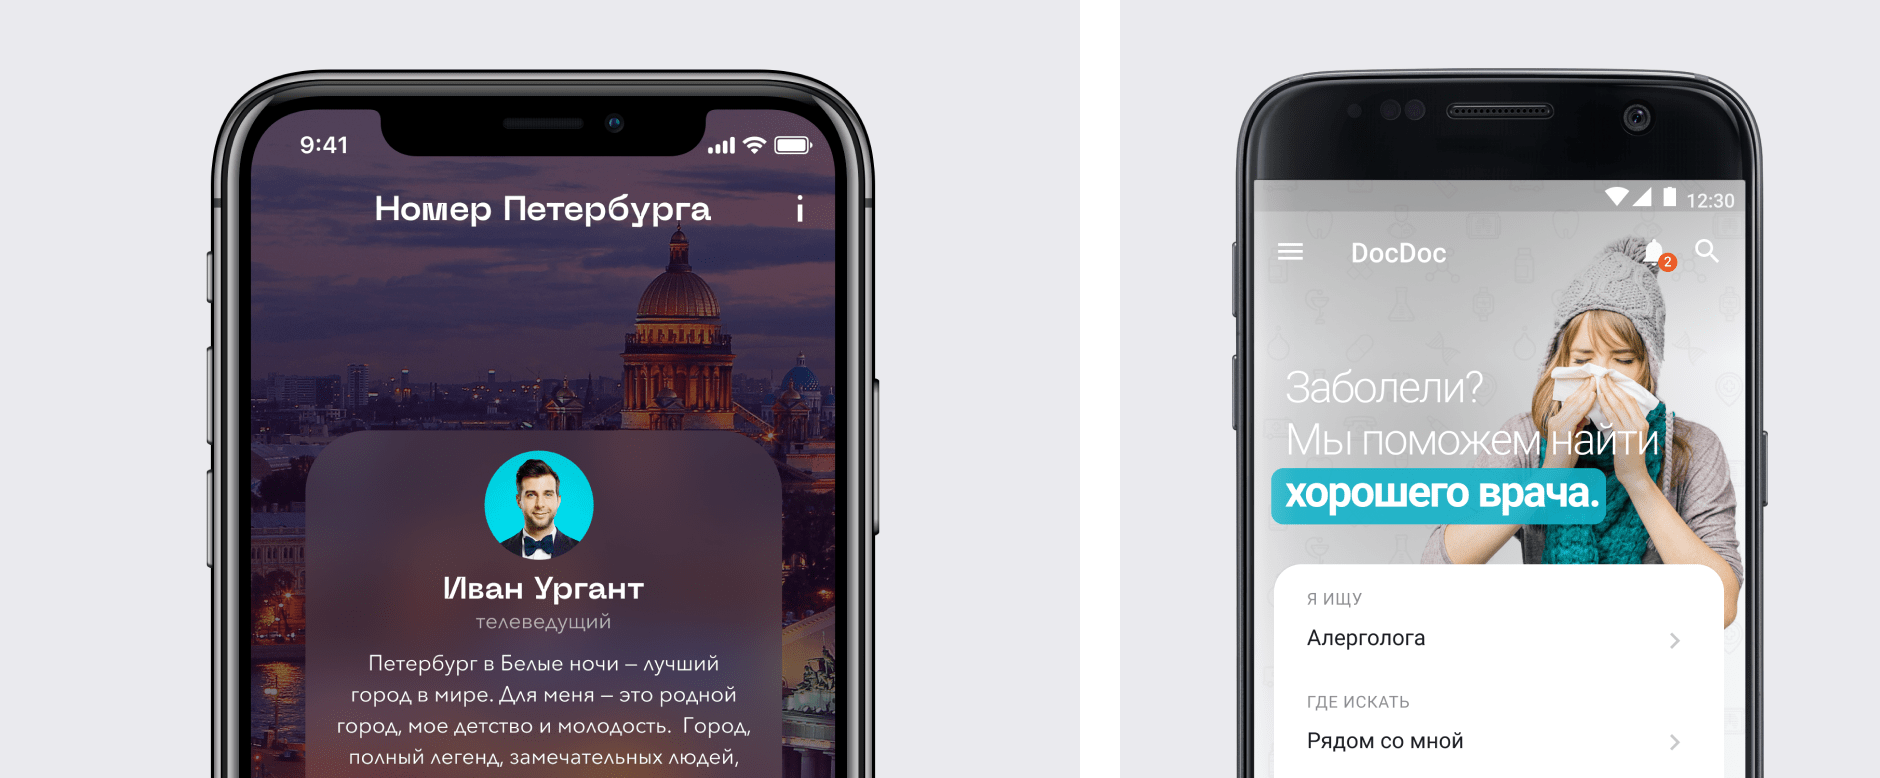 9:41
Номер Петербурга
i
Иван Ургант
телеведущий
Петербург в Белые ночи – лучший
город в мире. Для меня – это родной
город, мое детство и молодость. Город,
полный легенд, замечательных людей,
12:30
DocDoc
2
Заболели?
Мы поможем найти
хорошего врача.
Я ИЩУ
Алерголога
ГДЕ ИСКАТЬ
Рядом со мной